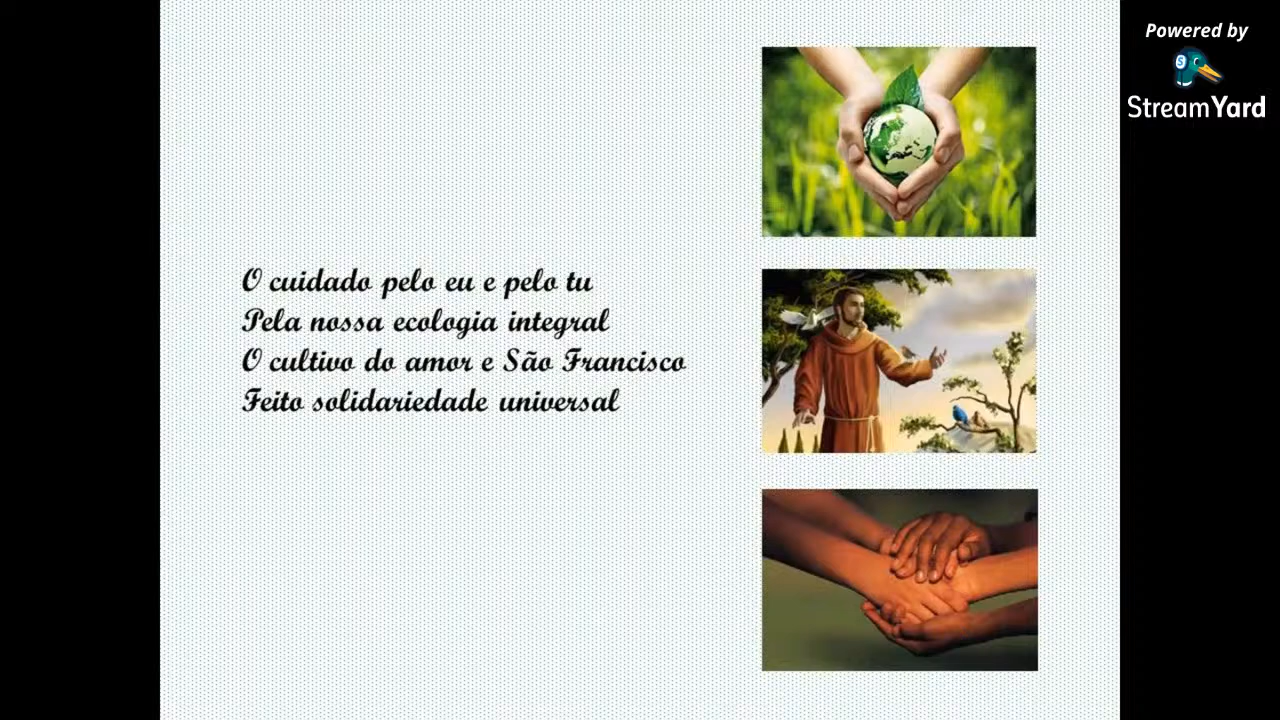 O cuidado pelo eu e pelo tu
Pela nossa ecologia integral
O cultivo do amor e São Francisco
Feito solidariedade universal
Powered by
S
StreamYard